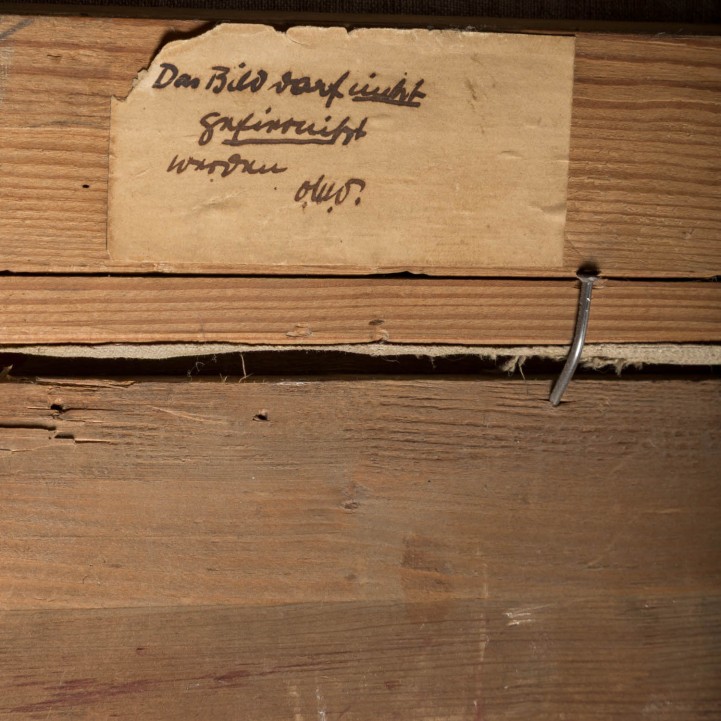 Das Bild darf nicht
gefirnißt
werden
O.M.